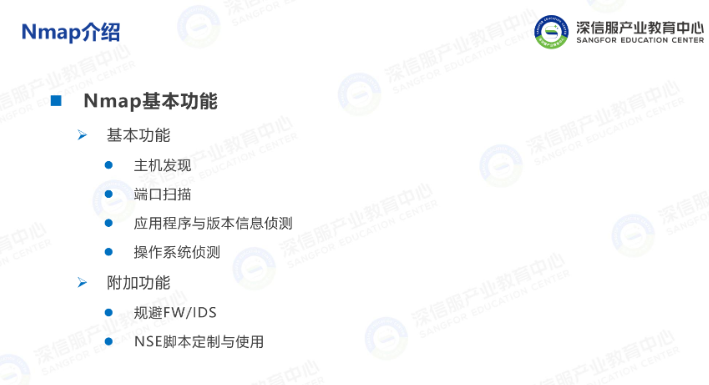 Nmap介绍
深信服产业教育中心
SANGFOR EDUCATION CENTER
Nmap基本功能
基本功能
主机发现
端口扫描
应用程序与版本信息侦测
操作系统侦测
附加功能
规避FW/IDS
NSE脚本定制与使用